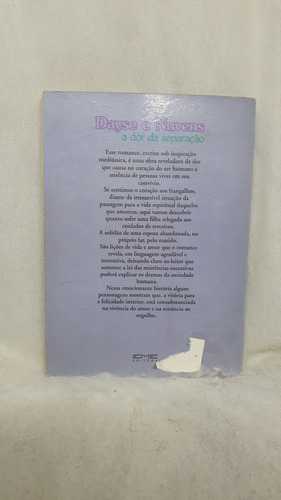 Dayse e Nuvens
a dor da separação
Esse romance, escrito sob inspiração
mediúnica, é uma obra reveladora da dor
que causa no coração do ser humano a
ausência de pessoas vivas em seu
convívio.
Se sentimos o coração aos frangalhos,
diante da irreversível situação da
passagem para a vida espiritual daqueles
que amamos, aqui vamos descobrir
quanto sofre uma filha relegada aos
cuidados de terceiros.
A solidão de uma esposa abandonada, no
próprio lar, pelo marido.
São lições de vida e amor que o romance
revela, em linguagem agradável e
instrutiva, deixando claro ao leitor que
somente a lei das existências sucessivas
poderá explicar os dramas da sociedade
humana.
A nessa emocionante história alguns
personagens mostram que, a vitória para
a felicidade interior, está consubstanciada
na vivência do amor e na renúncia ao
orgulho.
EME
EDITORA